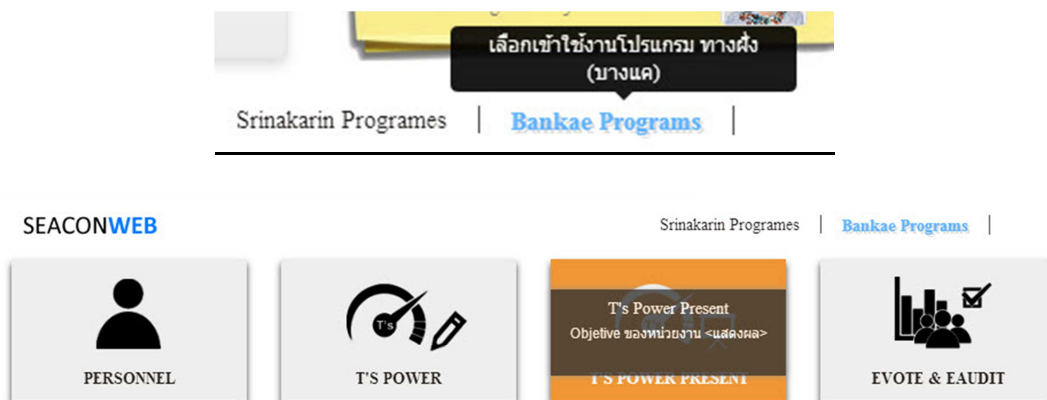 เลือกเข้าใช้งานโปรแกรม ทางฝั่ง
(บางแค)
Srinakarin Programes | Bankae Programs |
SEACONWEB
Srinakarin Programes | Bankae Programs |
T's
T's Power Present
Objetive ของหน่วยงาน <แสดงผล>
PERSONNEL
T'S POWER
T'S POWER PRESENT
EVOTE & EAUDIT